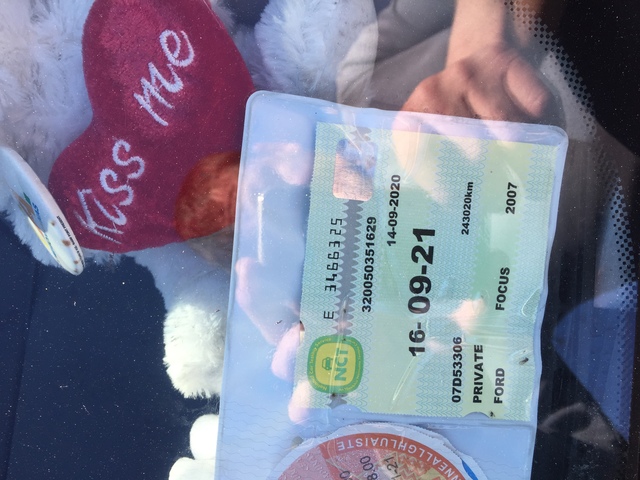 Kiss me
E 3466325
320050351629
NCT
14-09-2020
16-09-21
243020km
07D53306
PRIVATE
FORD FOCUS 2007